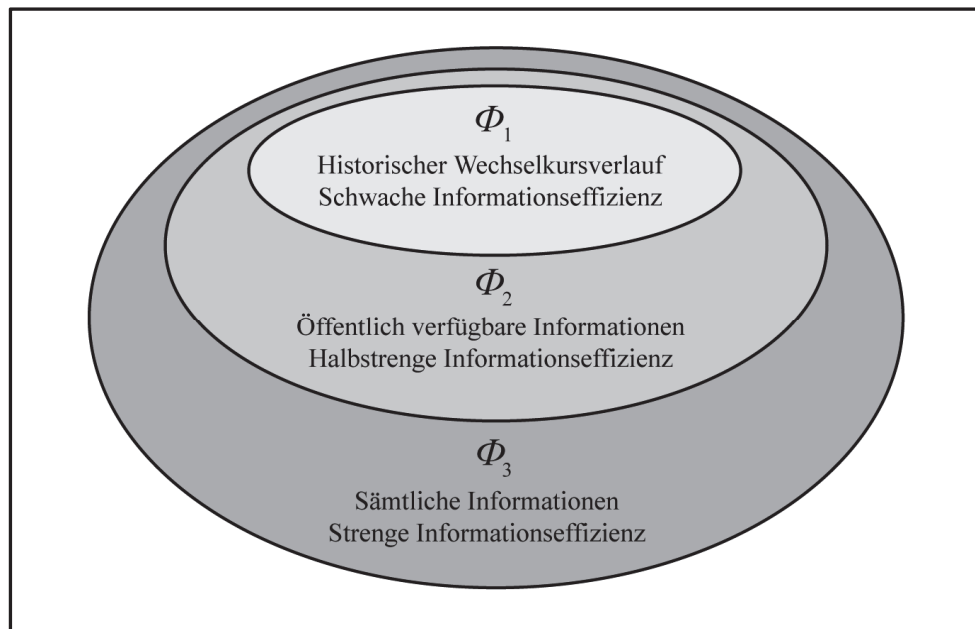 Φ1
Historischer Wechselkursverlauf
Schwache Informationseffizienz
Φ2
Öffentlich verfügbare Informationen
Halbstrenge Informationseffizienz
Φ3
Sämtliche Informationen
Strenge Informationseffizienz